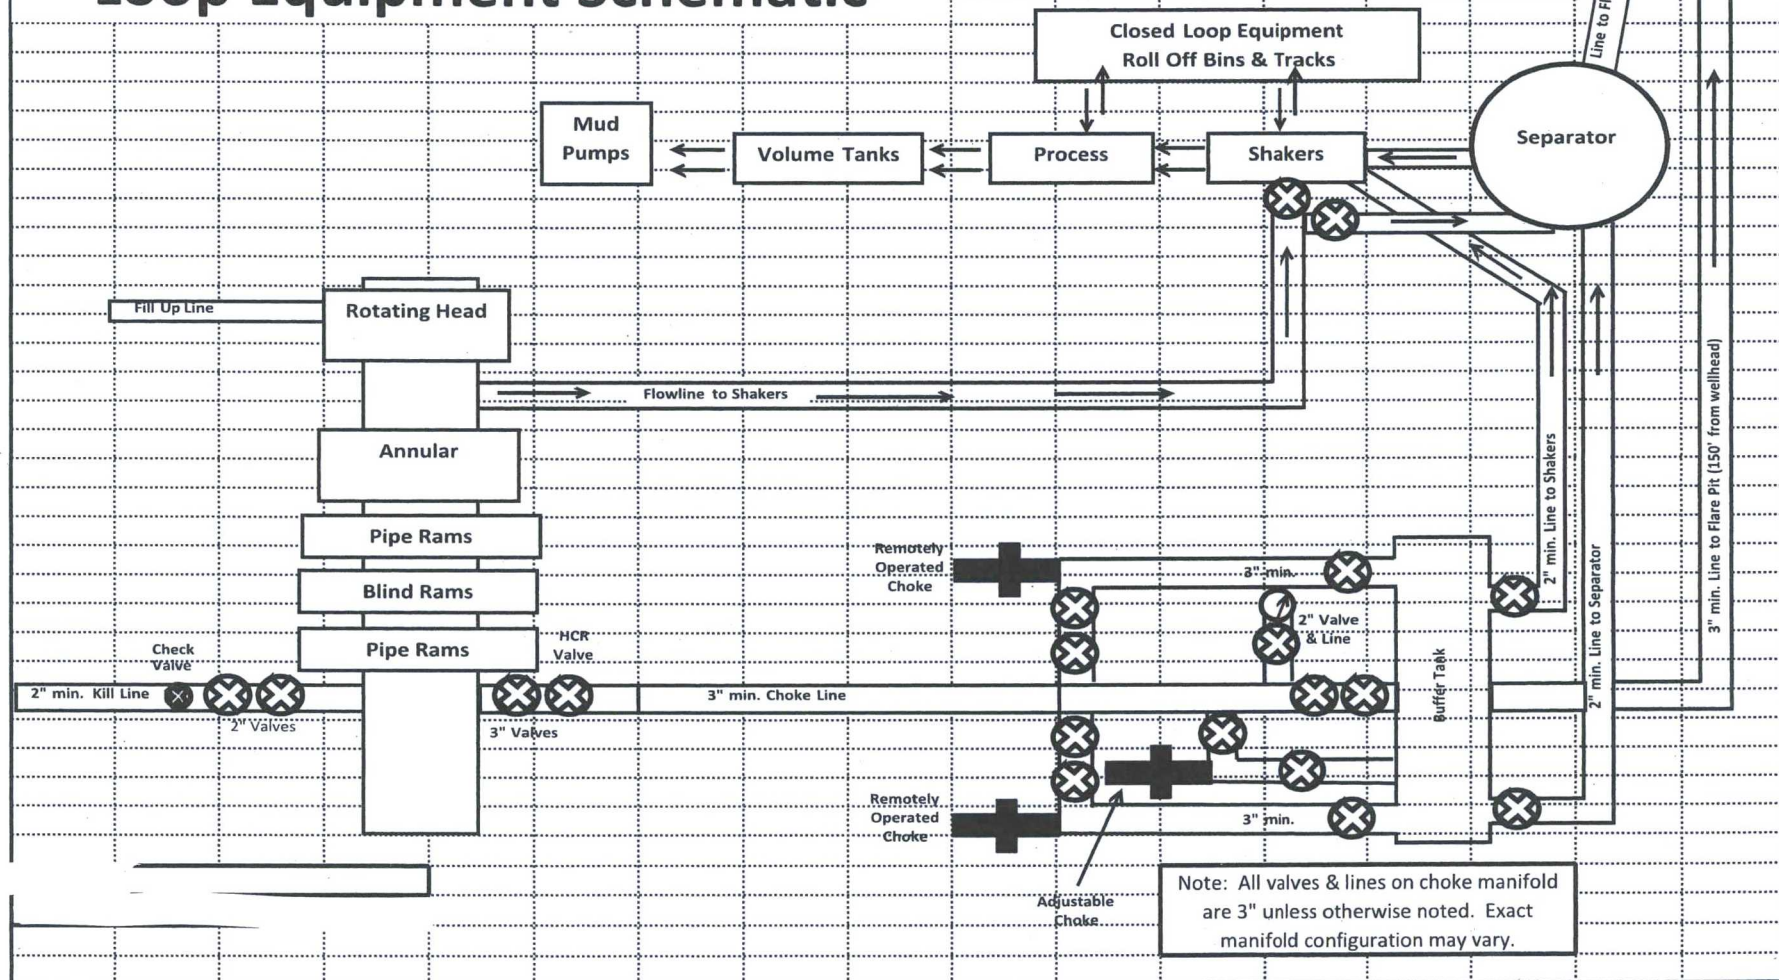 Loop Equipment Schematic
Closed Loop Equipment
Roll Off Bins & Tracks
Line to Fl
Mud
Pumps
Volume Tanks
Process
Shakers
Separator
Fill Up Line
Rotating Head
Flowline to Shakers
Annular
Pipe Rams
Blind Rams
Pipe Rams
HCR
Valve
Check
Valve
2" min. Kill Line
2" Valves
3" Valves
3" min. Choke Line
Remotely
Operated
Choke
3" min.
2" Valve
& Line
Buffer Tank
2" min. Line to Shakers
2" min. Line to Separator
3" min. Line to Flare Pit (150' from wellhead)
Remotely
Operated
Choke
3" min.
Adjustable
Choke
Note: All valves & lines on choke manifold
are 3" unless otherwise noted. Exact
manifold configuration may vary.